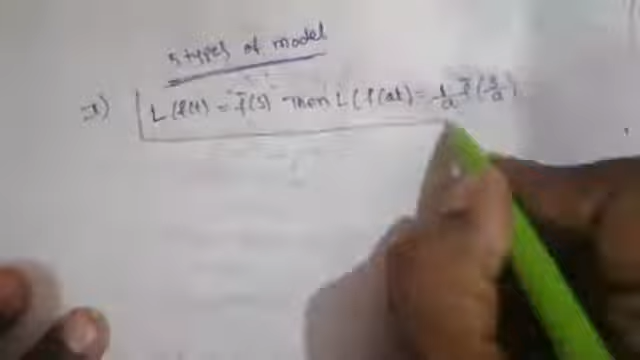 5 types of model
1) L(f(t) = f̄(s) Then L(f(at) = 1/a f̄(s/a)